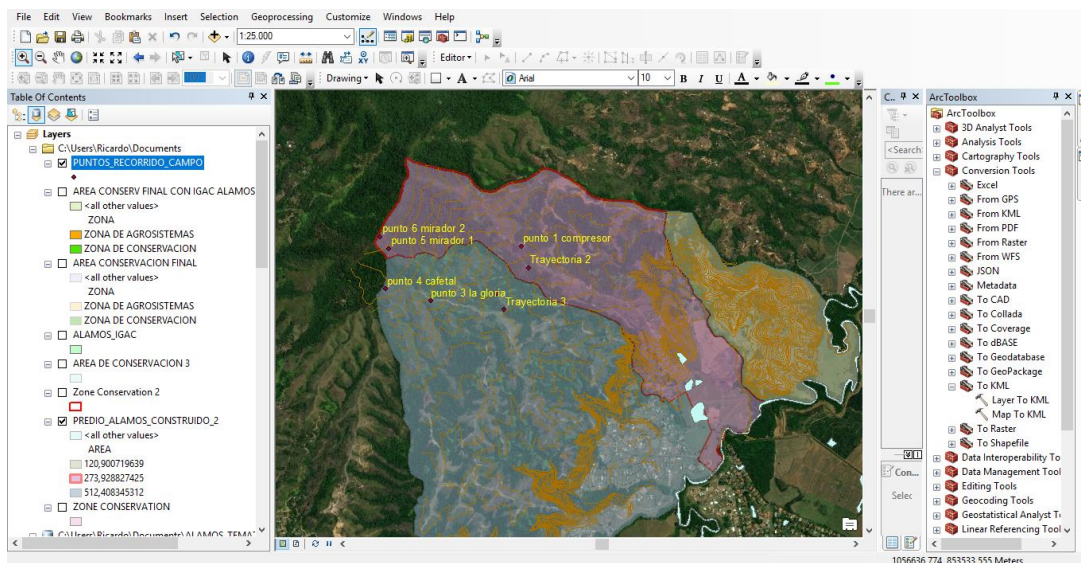 File Edit View Bookmarks Insert Selection Geoprocessing Customize Windows Help
1:25.000
Editor
Drawing Arial 10 B I U A
Table Of Contents
Layers
C:\Users\Ricardo\Documents
PUNTOS_RECORRIDO_CAMPO
AREA CONSERV FINAL CON IGAC ALAMOS
<all other values>
ZONA
ZONA DE AGROSISTEMAS
ZONA DE CONSERVACION
AREA CONSERVACION FINAL
<all other values>
ZONA
ZONA DE AGROSISTEMAS
ZONA DE CONSERVACION
ALAMOS_IGAC
AREA DE CONSERVACION 3
Zone Conservation 2
PREDIO_ALAMOS_CONSTRUIDO_2
<all other values>
AREA
120,900719639
273,928827425
512,408345312
ZONE CONSERVATION
C:\Users\Ricardo\Documents\ALAMOS_TEMA
punto 6 mirador 2
punto 5 mirador 1
punto 1 compresor
Trayectoria 2
punto 4 cafetal
punto 3 la gloria
Trayectoria 3
C..
<Search
There ar...
Con...
Selec
ArcToolbox
ArcToolbox
3D Analyst Tools
Analysis Tools
Cartography Tools
Conversion Tools
Excel
From GPS
From KML
From PDF
From Raster
From WFS
JSON
Metadata
To CAD
To Collada
To Coverage
To dBASE
To Geodatabase
To GeoPackage
To KML
Layer To KML
Map To KML
To Raster
To Shapefile
Data Interoperability To
Data Management Tool
Editing Tools
Geocoding Tools
Geostatistical Analyst T
Linear Referencing Tool
1056636,774 853533,555 Meters